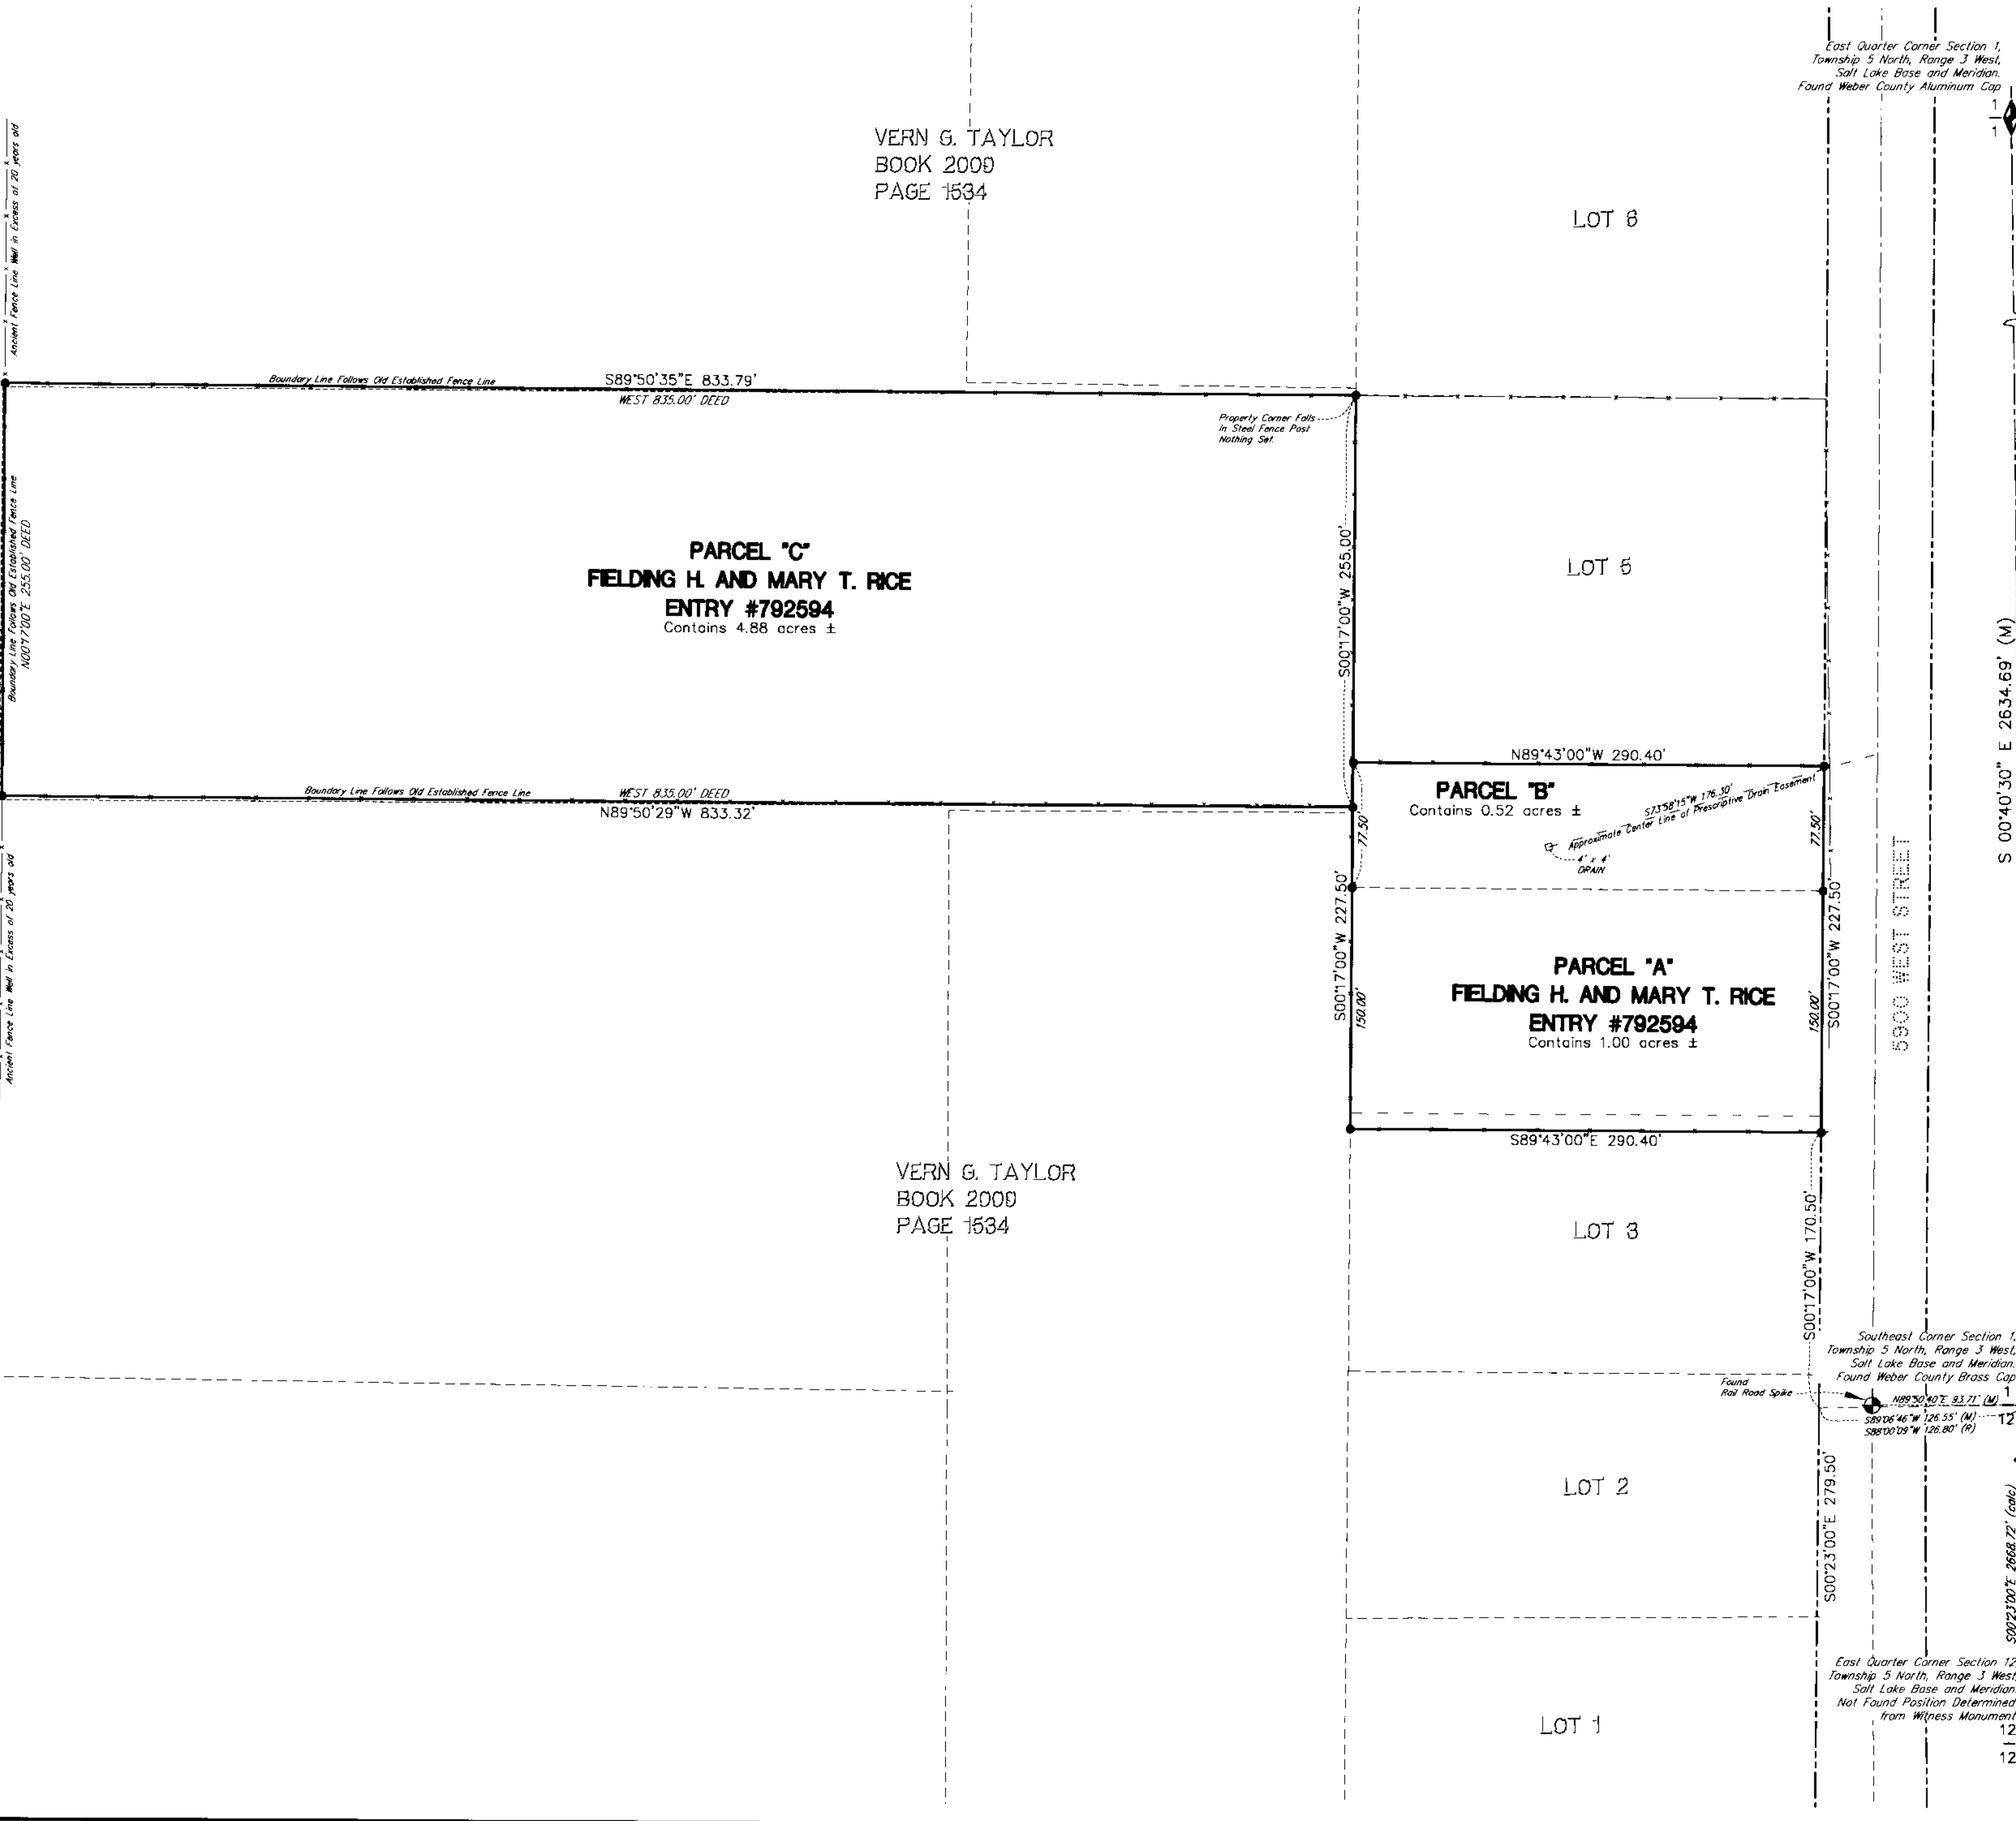 East Quarter Corner Section 1,
Township 5 North, Range 3 West,
Salt Lake Base and Meridian.
Found Weber County Aluminum Cap
1
1
VERN G. TAYLOR
BOOK 2000
PAGE 1534
LOT 6
Ancient Fence Line Well in Excess of 20 years old
Boundary Line Follows Old Established Fence Line
S89°50'35"E 833.79'
WEST 835.00' DEED
Property Corner Falls
In Steel Fence Post
Nothing Set.
Boundary Line Follows Old Established Fence Line
N00°17'00"E 255.00' DEED
PARCEL "C"
FIELDING H. AND MARY T. RICE
ENTRY #792594
Contains 4.88 acres ±
S00°17'00"W 255.00'
LOT 5
S 00°40'30" E 2634.69' (M)
N89°43'00"W 290.40'
PARCEL "B"
Contains 0.52 acres ±
S73°58'15"W 176.30'
Approximate Center Line of Prescriptive Drain Easement
4' x 4'
DRAIN
77.50'
77.50'
Boundary Line Follows Old Established Fence Line
WEST 835.00' DEED
N89°50'29"W 833.32'
Ancient Fence Line Well in Excess of 20 years old
S00°17'00"W 227.50'
150.00'
PARCEL "A"
FIELDING H. AND MARY T. RICE
ENTRY #792594
Contains 1.00 acres ±
150.00'
S00°17'00"W 227.50'
5900 WEST STREET
S89°43'00"E 290.40'
VERN G. TAYLOR
BOOK 2000
PAGE 1534
LOT 3
S00°17'00"W 170.50'
Southeast Corner Section 1,
Township 5 North, Range 3 West,
Salt Lake Base and Meridian.
Found Weber County Brass Cap
Found
Rail Road Spike
N89°50'40"E 93.71' (M)
1
S89°06'46"W 126.55' (M)
12
S88°00'09"W 126.80' (R)
LOT 2
S00°23'00"E 279.50'
S00°23'00"E 2668.72' (calc)
East Quarter Corner Section 12
Township 5 North, Range 3 West
Salt Lake Base and Meridian
Not Found Position Determined
from Witness Monument
12
12
LOT 1